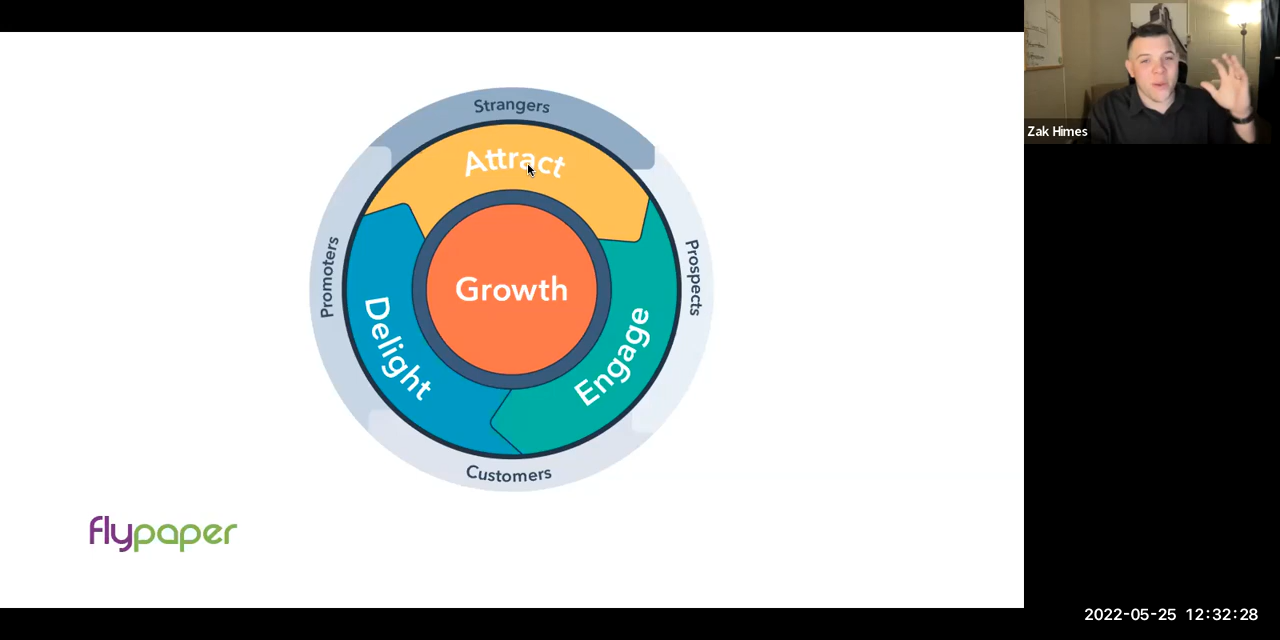 Strangers
Attract
Growth
Promoters
Prospects
Delight
Engage
Customers
flypaper
Zak Himes
2022-05-25 12:32:28